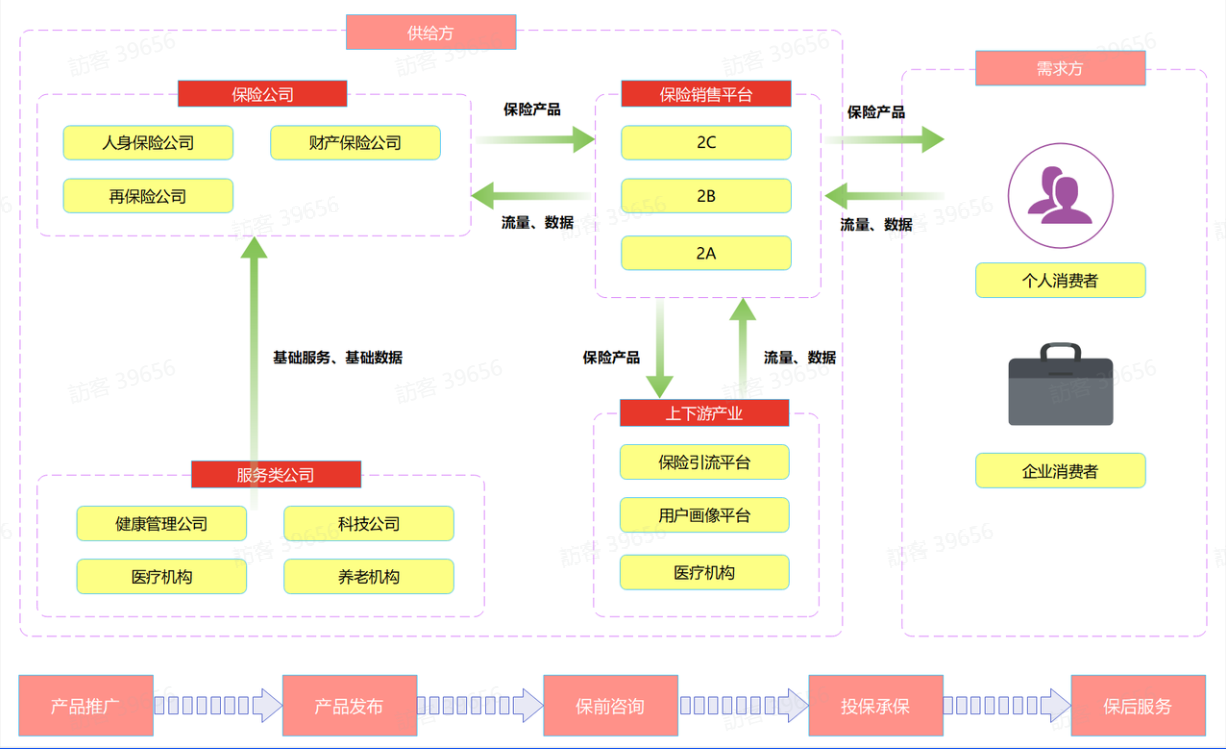 供给方
需求方
保险公司
人身保险公司
财产保险公司
再保险公司
保险产品
流量、数据
保险销售平台
2C
2B
2A
保险产品
流量、数据
个人消费者
企业消费者
基础服务、基础数据
保险产品
流量、数据
服务类公司
健康管理公司
科技公司
医疗机构
养老机构
上下游产业
保险引流平台
用户画像平台
医疗机构
产品推广
产品发布
保前咨询
投保承保
保后服务
訪客 39656